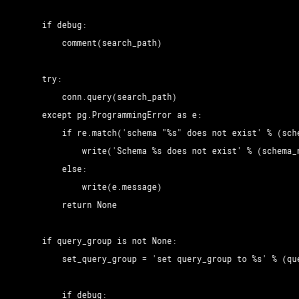 if debug:
comment(search_path)
try:
conn.query(search_path)
except pg.ProgrammingError as e:
if re.match('schema "%s" does not exist' % (sche
write('Schema %s does not exist' % (schema_n
else:
write(e.message)
return None
if query_group is not None:
set_query_group = 'set query_group to %s' % (que
if debug: